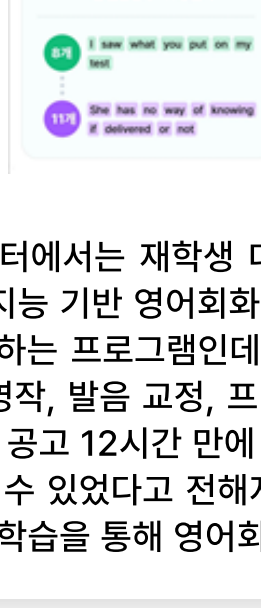 8개
I saw what you put on my
test
11개
She has no way of knowing
if delivered or not
터에서는 재학생
지능 기반 영어회화
하는 프로그램인데
영작, 발음 교정, 프
공고 12시간 만에
수 있었다고 전해
학습을 통해 영어회